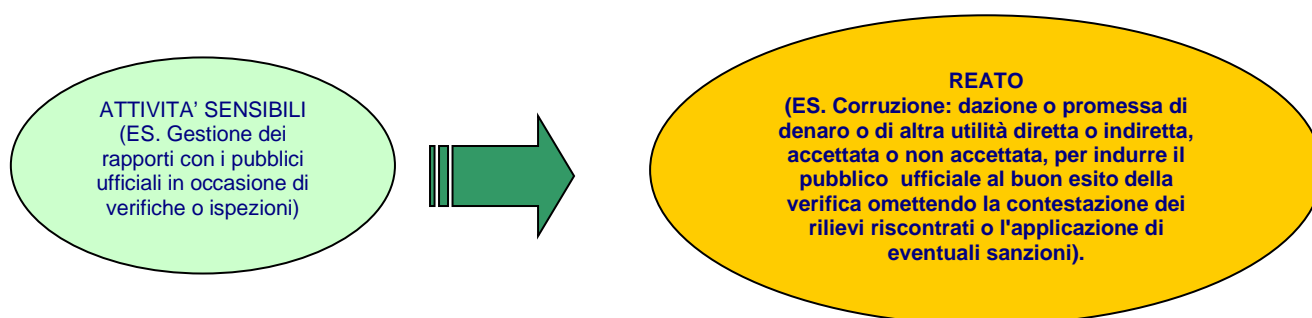 ATTIVITA' SENSIBILI
(ES. Gestione dei
rapporti con i pubblici
ufficiali in occasione di
verifiche o ispezioni)
REATO
(ES. Corruzione: dazione o promessa di
denaro o di altra utilità diretta o indiretta,
accettata o non accettata, per indurre il
pubblico ufficiale al buon esito della
verifica omettendo la contestazione dei
rilievi riscontrati o l'applicazione di
eventuali sanzioni).